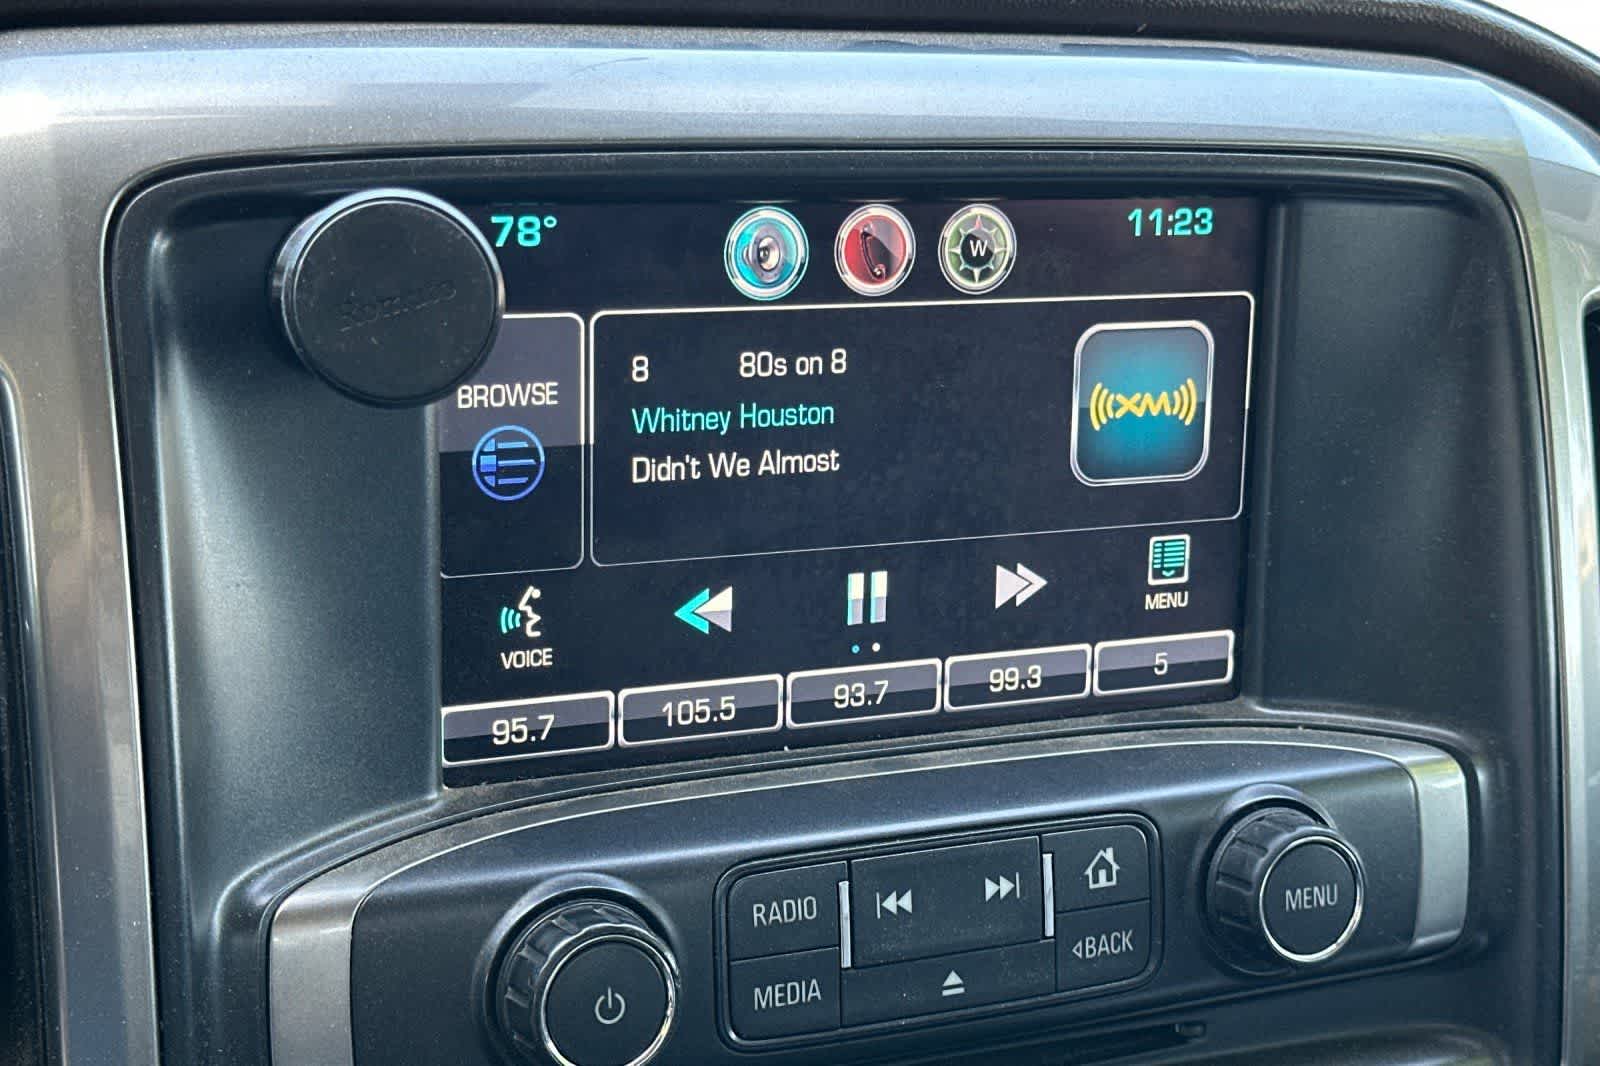 78°
W
11:23
BROWSE
8 80s on 8
Whitney Houston
Didn't We Almost
XM
VOICE
MENU
95.7 105.5 93.7 99.3 5
RADIO
MEDIA
BACK
MENU